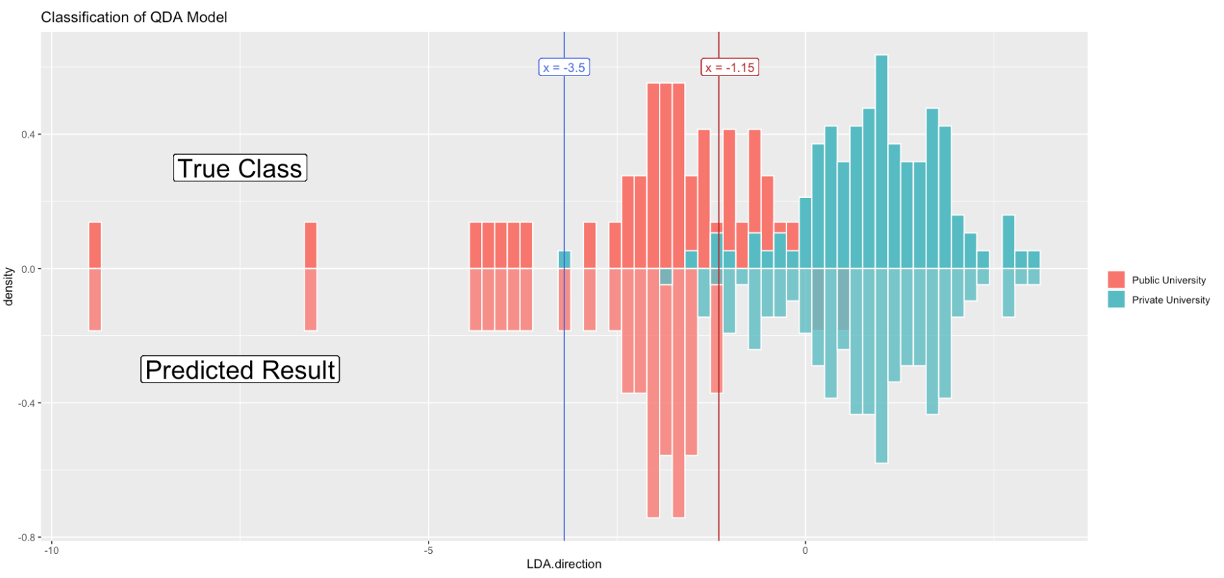 Classification of QDA Model
x = -3.5
x = -1.15
0.4
True Class
density
0.0
Public University
Private University
Predicted Result
-0.4
-0.8
-10
-5
0
LDA.direction